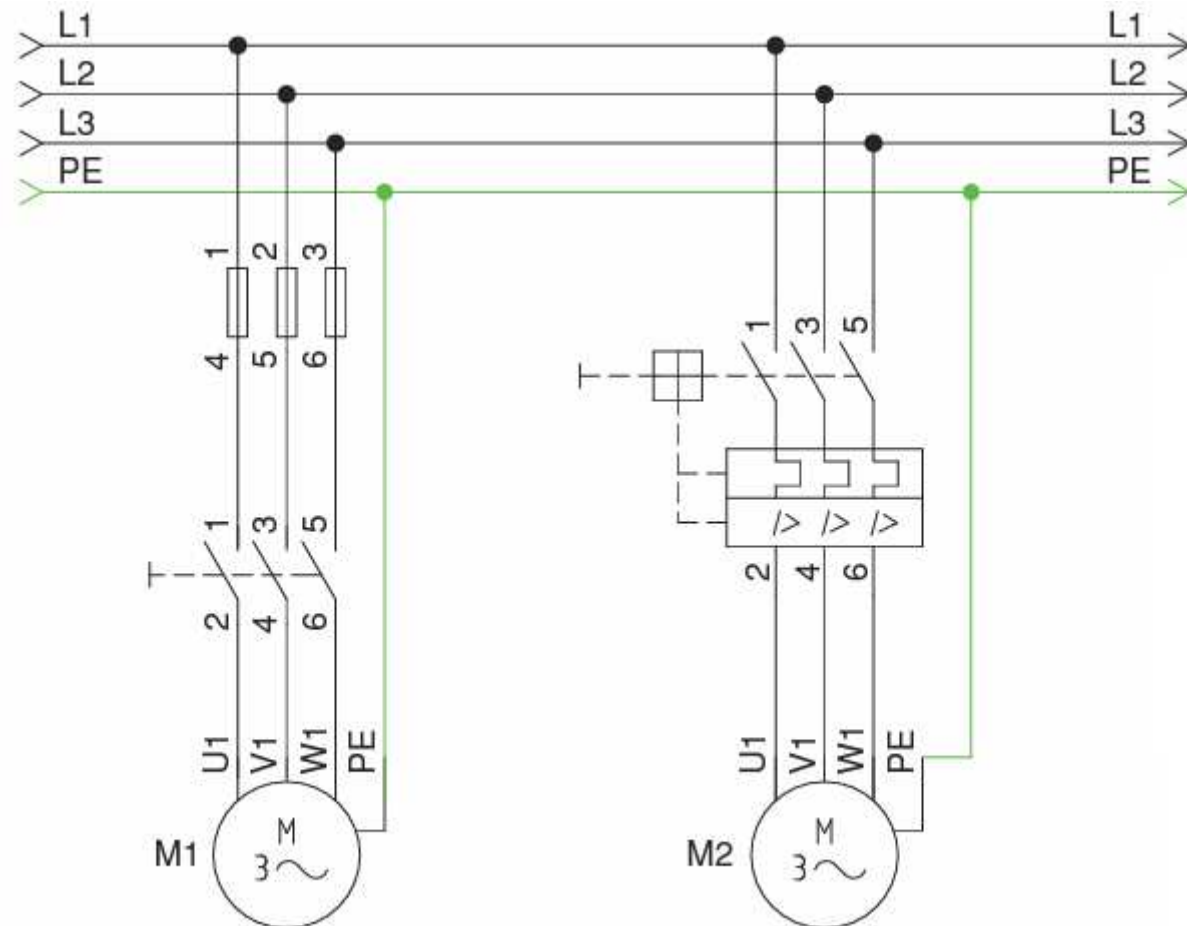 L1 L1
L2 L2
L3 L3
PE PE
1 2 3
4 5 6
1 3 5
1 3 5
2 4 6
I> I> I>
2 4 6
U1 V1 W1 PE
U1 V1 W1 PE
M1
M
3
M2
M
3